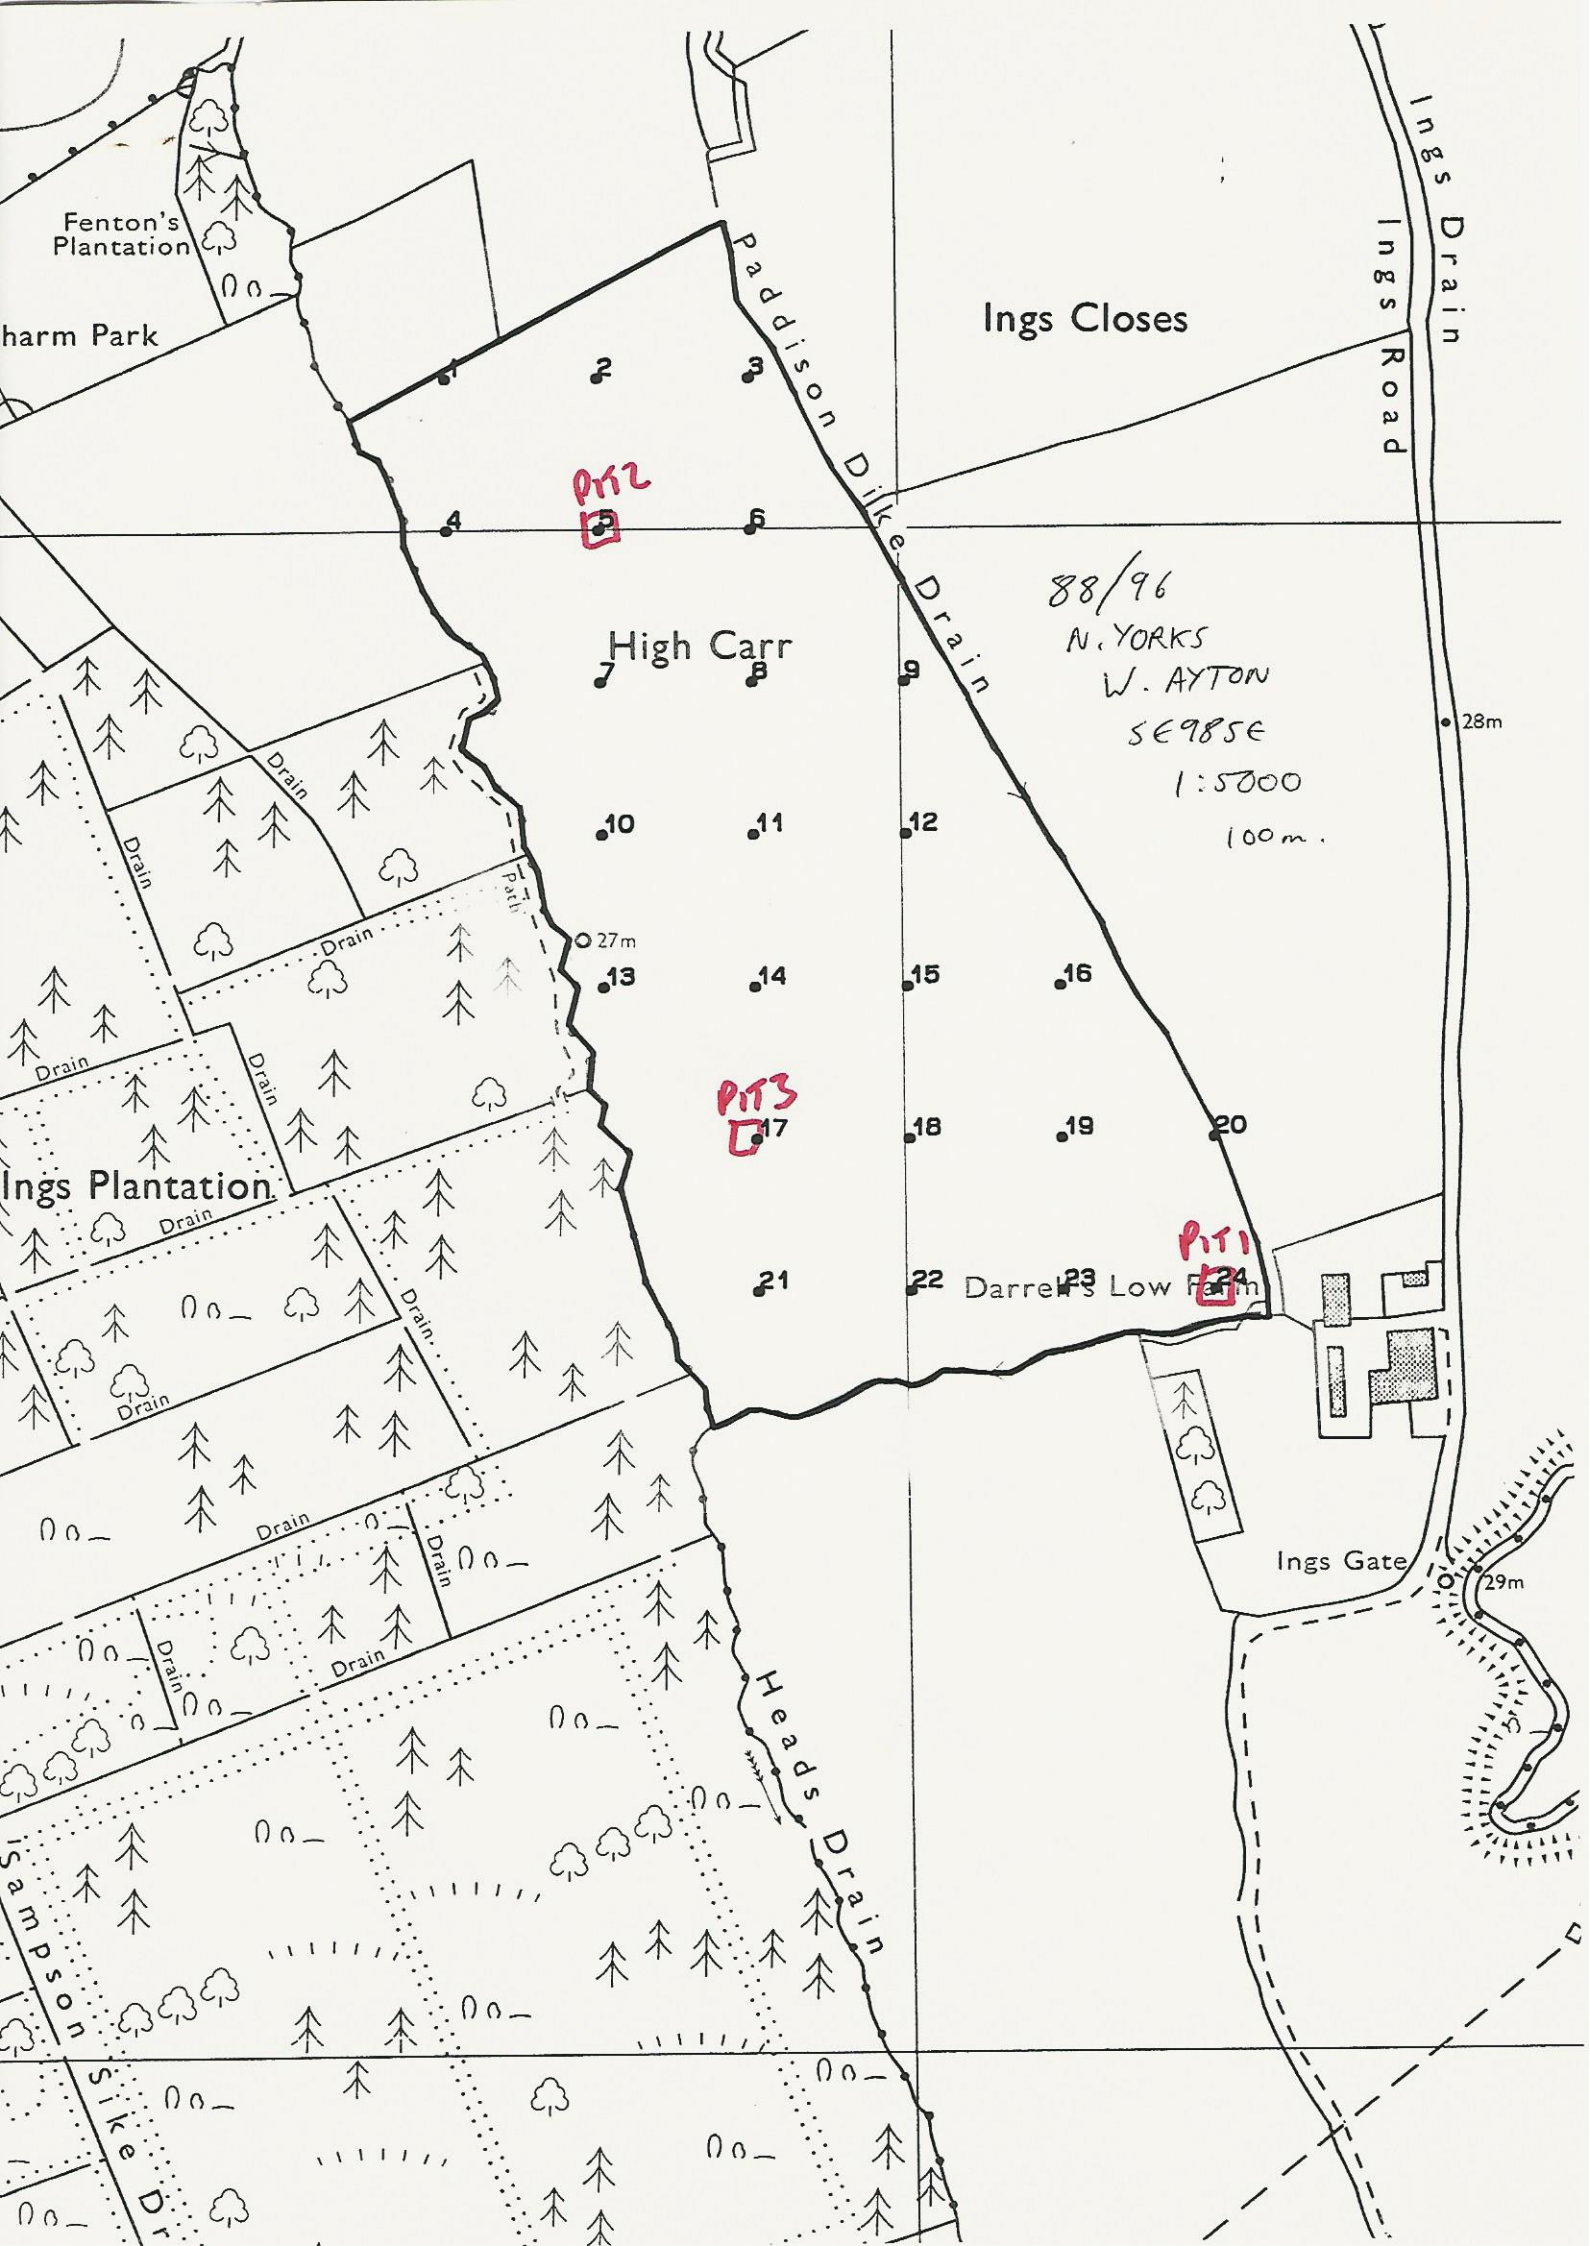 Fenton's
Plantation
harm Park
Paddison Dike Drain
Ings Closes
Ings Drain
Ings Road
1
2
3
PIT2
4
5
6
88/96
N. YORKS
W. AYTON
SE98SE
1:5000
100m.
High Carr
7
8
9
28m
Drain
Drain
10
11
12
Path
Drain
27m
13
14
15
16
Drain
Drain
PIT3
17
18
19
20
Ings Plantation
Drain
PIT1
21
22
Darrell's Low Farm
23
24
Drain
Drain
Drain
Drain
Ings Gate
29m
Drain
Drain
Heads Drain
Sampson Sike Dr